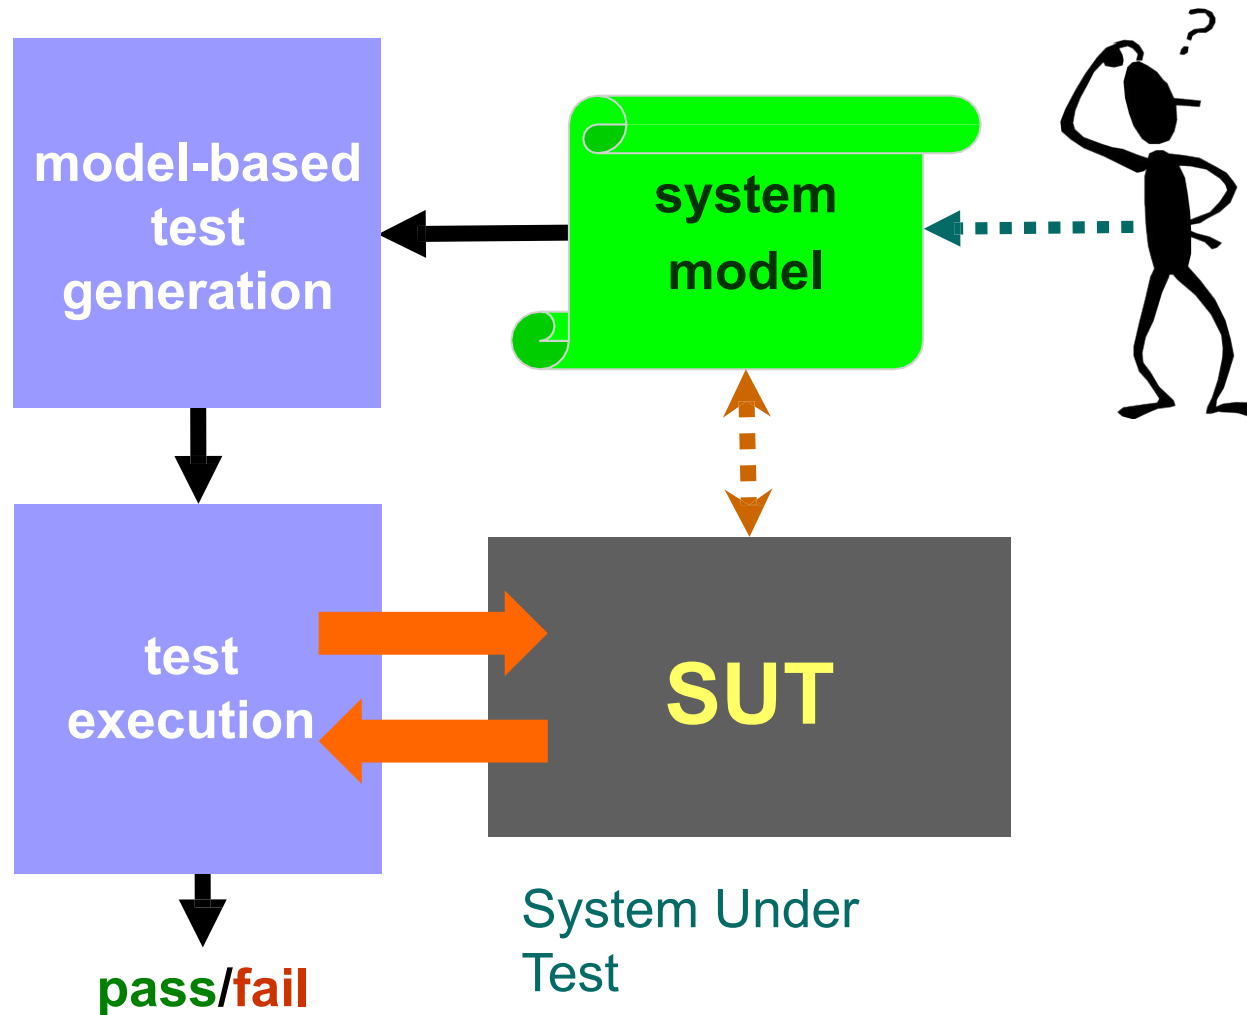 ?
model-based
test
generation
system
model
test
execution
SUT
System Under
Test
pass/fail